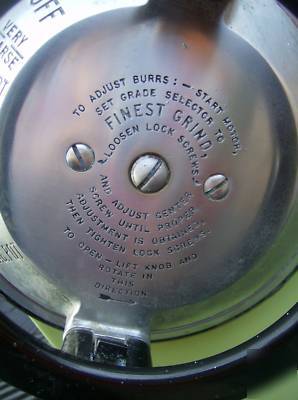 OFF
VERY
TO ADJUST BURRS: — START MOTOR,
SET GRADE SELECTOR TO
"FINEST GRIND,"
LOOSEN LOCK SCREWS
AND ADJUST CENTER
SCREW UNTIL PROPER
ADJUSTMENT IS OBTAINED,
THEN TIGHTEN LOCK SCREWS.
TO OPEN — LIFT KNOB AND
ROTATE IN
THIS
DIRECTION